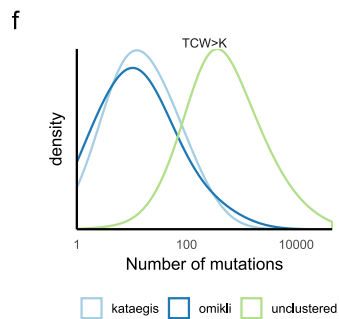 f
TCW>K
density
1 100 10000
Number of mutations
kataegis omikli unclustered